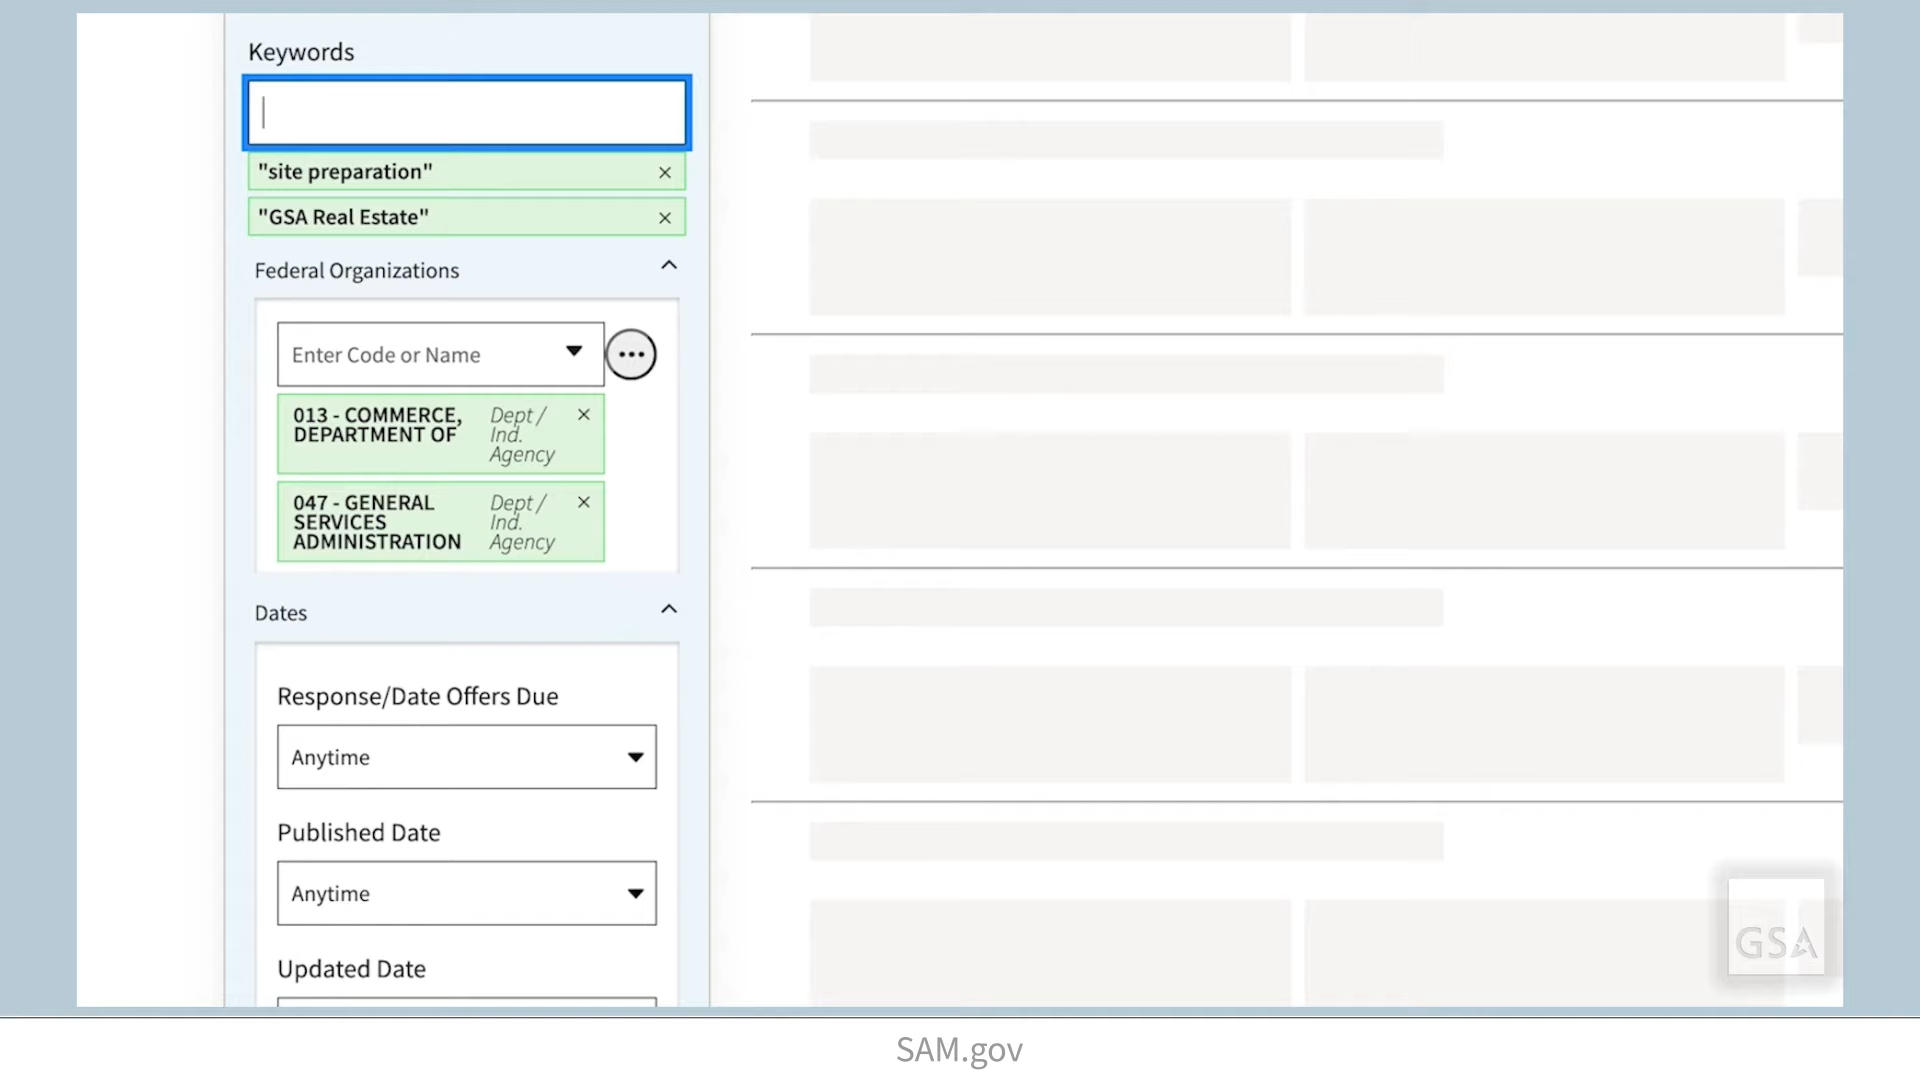 Keywords
"site preparation"
"GSA Real Estate"
Federal Organizations
Enter Code or Name
013 - COMMERCE, DEPARTMENT OF
Dept / Ind. Agency
047 - GENERAL SERVICES ADMINISTRATION
Dept / Ind. Agency
Dates
Response/Date Offers Due
Anytime
Published Date
Anytime
Updated Date
GSA
SAM.gov